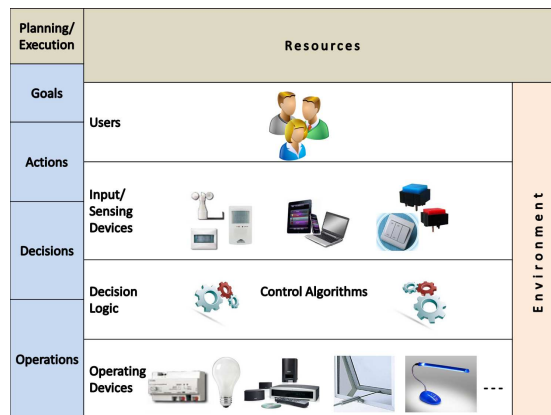 Planning/
Execution
Resources
Goals
Users
Actions
Input/
Sensing
Devices
Decisions
Decision
Logic
Control Algorithms
Operations
Operating
Devices
---
Environment